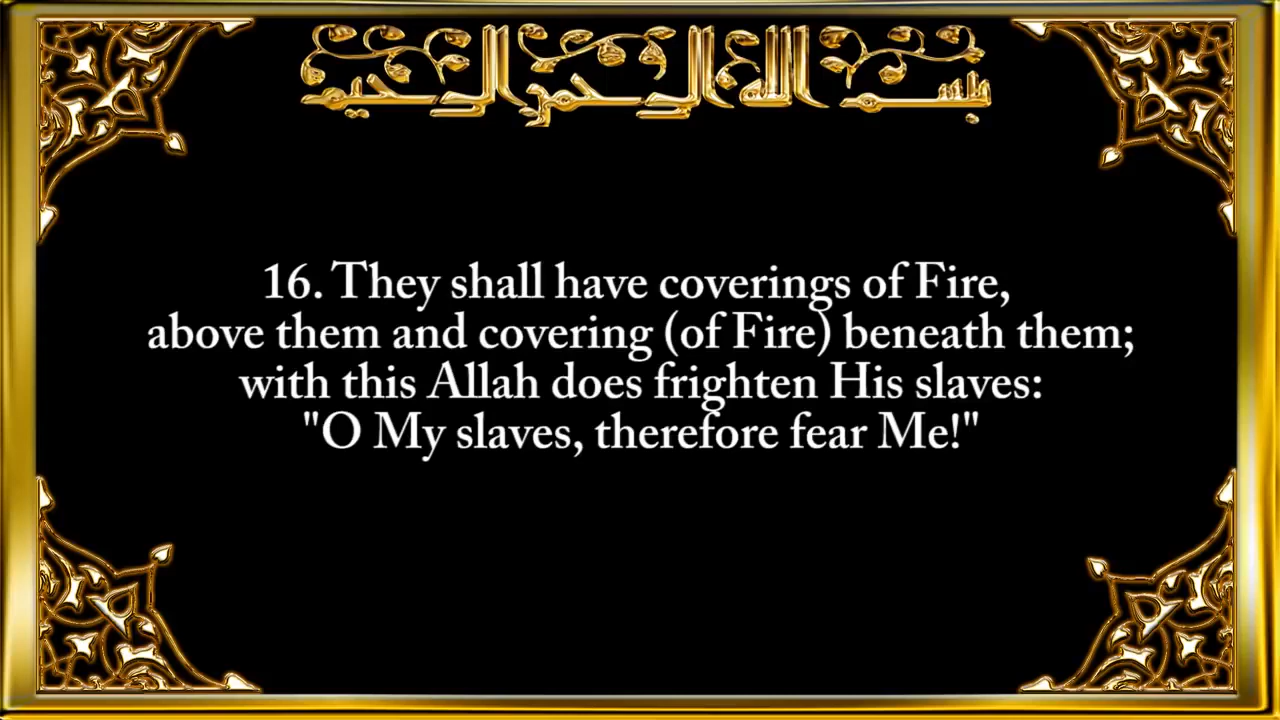 بسم الله الرحمن الرحيم
16. They shall have coverings of Fire,
above them and covering (of Fire) beneath them;
with this Allah does frighten His slaves:
"O My slaves, therefore fear Me!"